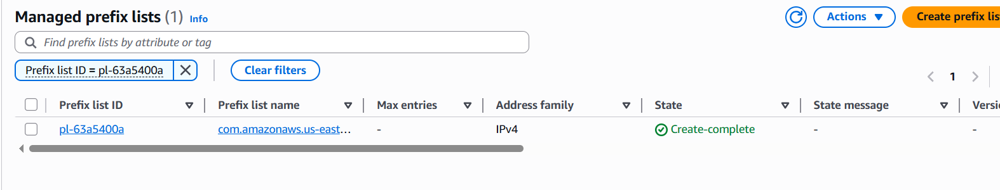 Managed prefix lists (1) Info
Actions
Create prefix lis
Find prefix lists by attribute or tag
Prefix list ID = pl-63a5400a
Clear filters
1
Prefix list ID Prefix list name Max entries Address family State State message Versi
pl-63a5400a com.amazonaws.us-east... - IPv4 Create-complete - -